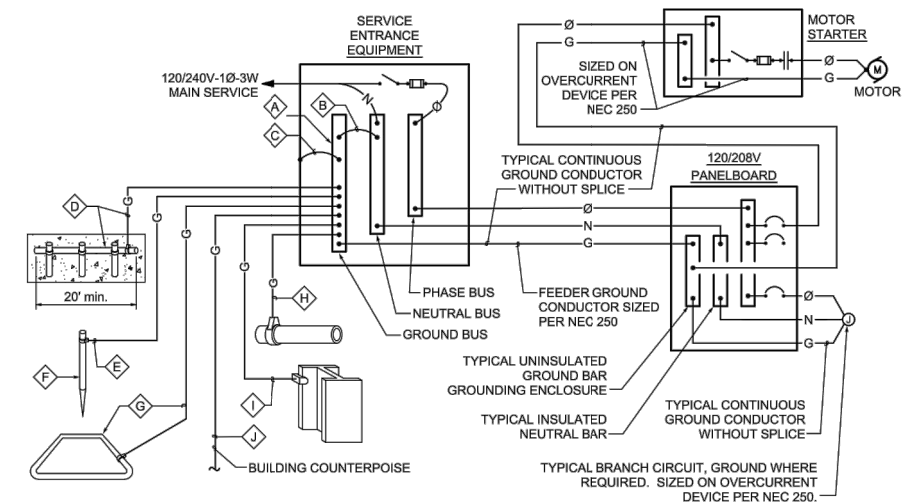 SERVICE
ENTRANCE
EQUIPMENT
120/240V-1Ø-3W
MAIN SERVICE
N
Ø
A
B
C
D
20' min.
E
F
G
H
I
J
G
G
G
G
G
G
BUILDING COUNTERPOISE
PHASE BUS
NEUTRAL BUS
GROUND BUS
Ø
G
MOTOR
STARTER
SIZED ON
OVERCURRENT
DEVICE PER
NEC 250
Ø
G
M
MOTOR
TYPICAL CONTINUOUS
GROUND CONDUCTOR
WITHOUT SPLICE
120/208V
PANELBOARD
Ø
N
G
FEEDER GROUND
CONDUCTOR SIZED
PER NEC 250
Ø
N
G
J
TYPICAL UNINSULATED
GROUND BAR
GROUNDING ENCLOSURE
TYPICAL INSULATED
NEUTRAL BAR
TYPICAL CONTINUOUS
GROUND CONDUCTOR
WITHOUT SPLICE
TYPICAL BRANCH CIRCUIT, GROUND WHERE
REQUIRED. SIZED ON OVERCURRENT
DEVICE PER NEC 250.